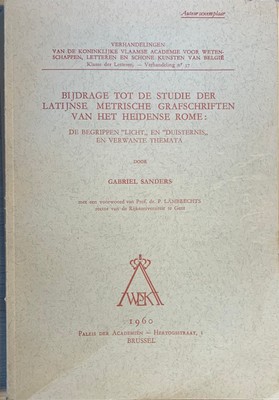 Auteursexemplaar
VERHANDELINGEN
VAN DE KONINKLIJKE VLAAMSE ACADEMIE VOOR WETEN-
SCHAPPEN, LETTEREN EN SCHONE KUNSTEN VAN BELGIË
Klasse der Letteren. — Verhandeling nº 37
BIJDRAGE TOT DE STUDIE DER
LATIJNSE METRISCHE GRAFSCHRIFTEN
VAN HET HEIDENSE ROME:
DE BEGRIPPEN "LICHT„ EN "DUISTERNIS„
EN VERWANTE THEMATA
DOOR
GABRIEL SANDERS
met een voorwoord van Prof. dr. P. LAMBRECHTS
rector van de Rijksuniversiteit te Gent
1960
PALEIS DER ACADEMIËN — HERTOGSSTRAAT, 1
BRUSSEL